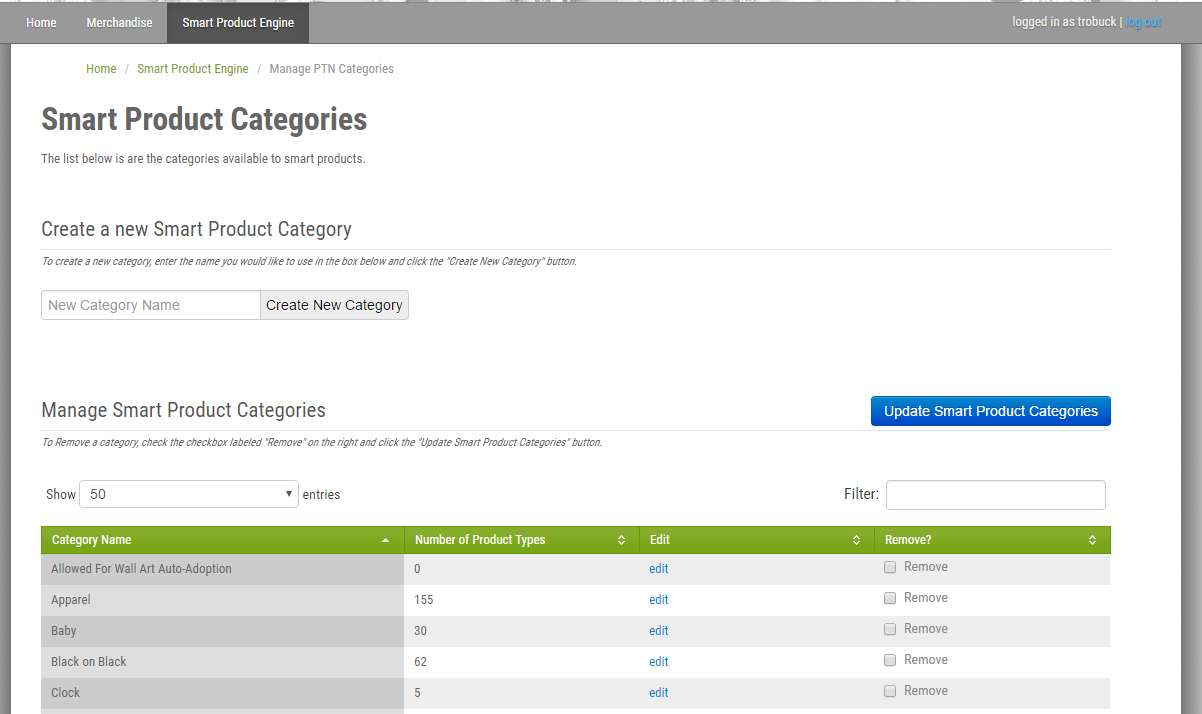 Home Merchandise Smart Product Engine logged in as trobuck | log out
Home / Smart Product Engine / Manage PTN Categories
Smart Product Categories
The list below is are the categories available to smart products.
Create a new Smart Product Category
To create a new category, enter the name you would like to use in the box below and click the "Create New Category" button.
New Category Name Create New Category
Manage Smart Product Categories Update Smart Product Categories
To Remove a category, check the checkbox labeled "Remove" on the right and click the "Update Smart Product Categories" button.
Show 50 entries Filter:
Category Name Number of Product Types Edit Remove?
Allowed For Wall Art Auto-Adoption 0 edit Remove
Apparel 155 edit Remove
Baby 30 edit Remove
Black on Black 62 edit Remove
Clock 5 edit Remove